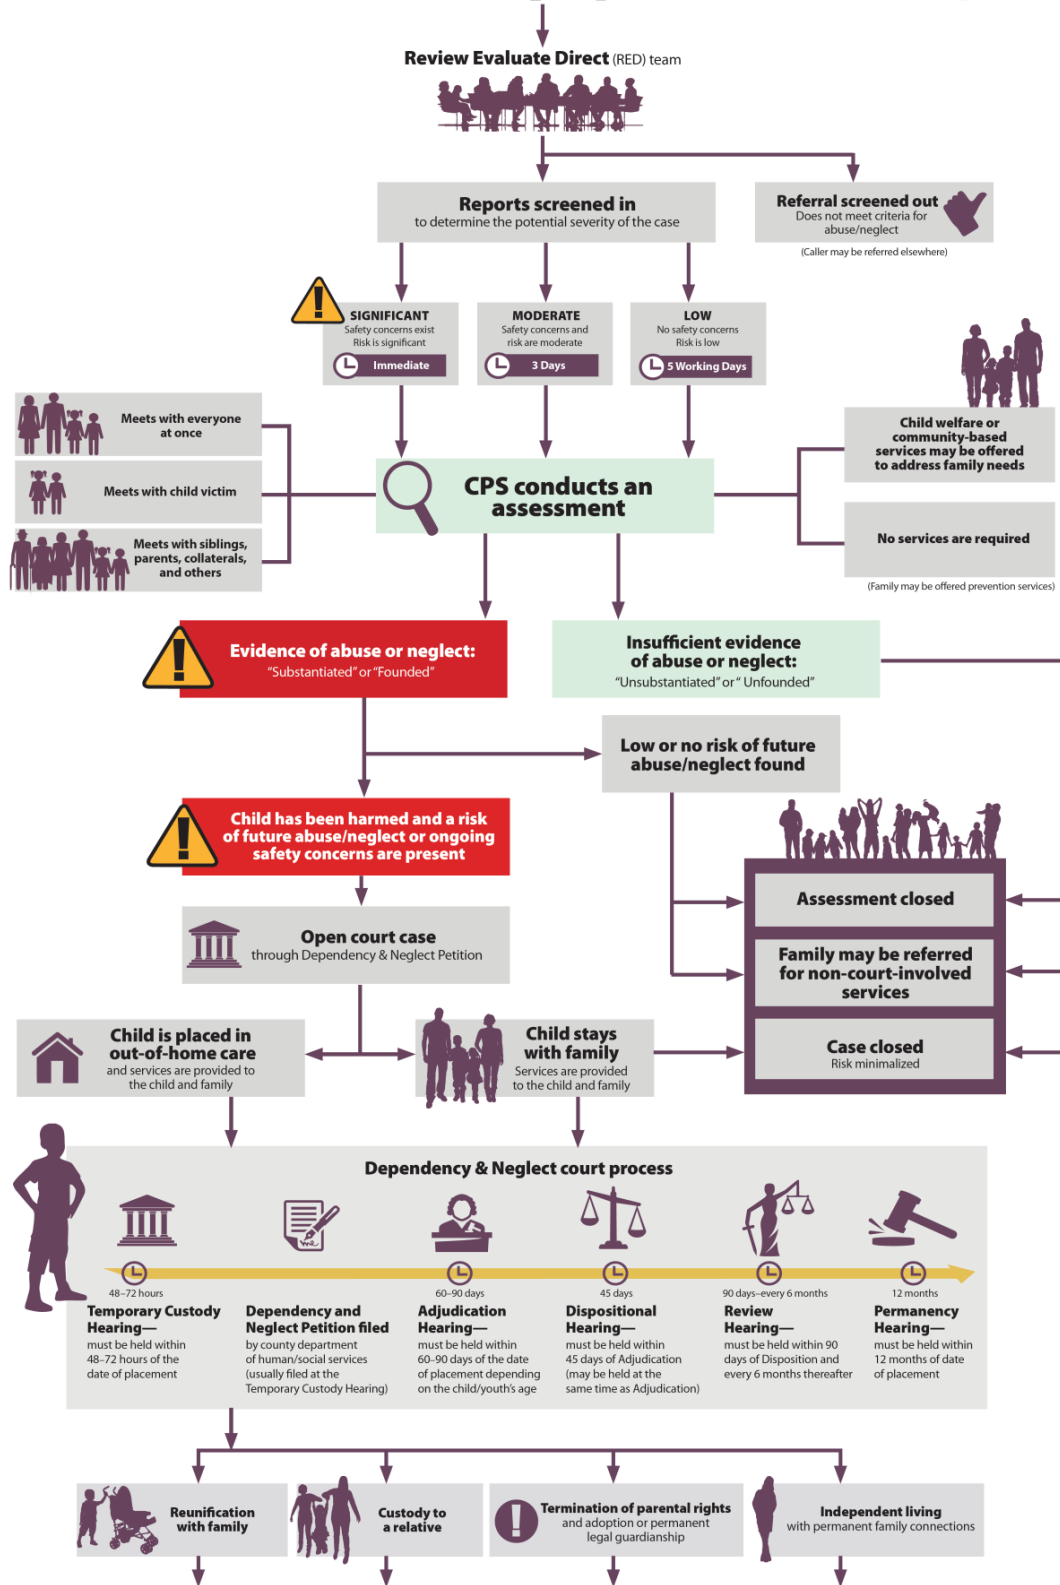 Review Evaluate Direct (RED) team
Reports screened in
to determine the potential severity of the case
Referral screened out
Does not meet criteria for
abuse/neglect
(Caller may be referred elsewhere)
SIGNIFICANT
Safety concerns exist
Risk is significant
Immediate
MODERATE
Safety concerns and
risk are moderate
3 Days
LOW
No safety concerns
Risk is low
5 Working Days
Meets with everyone
at once
Meets with child victim
Meets with siblings,
parents, collaterals,
and others
CPS conducts an
assessment
Child welfare or
community-based
services may be offered
to address family needs
No services are required
(Family may be offered prevention services)
Evidence of abuse or neglect:
"Substantiated" or "Founded"
Insufficient evidence
of abuse or neglect:
"Unsubstantiated" or " Unfounded"
Low or no risk of future
abuse/neglect found
Child has been harmed and a risk
of future abuse/neglect or ongoing
safety concerns are present
Open court case
through Dependency & Neglect Petition
Assessment closed
Family may be referred
for non-court-involved
services
Case closed
Risk minimalized
Child is placed in
out-of-home care
and services are provided to
the child and family
Child stays
with family
Services are provided
to the child and family
Dependency & Neglect court process
48–72 hours
Temporary Custody
Hearing—
must be held within
48–72 hours of the
date of placement
Dependency and
Neglect Petition filed
by county department
of human/social services
(usually filed at the
Temporary Custody Hearing)
60–90 days
Adjudication
Hearing—
must be held within
60–90 days of the date
of placement depending
on the child/youth's age
45 days
Dispositional
Hearing—
must be held within
45 days of Adjudication
(may be held at the
same time as Adjudication)
90 days–every 6 months
Review
Hearing—
must be held within 90
days of Disposition and
every 6 months thereafter
12 months
Permanency
Hearing—
must be held within
12 months of date
of placement
Reunification
with family
Custody to
a relative
Termination of parental rights
and adoption or permanent
legal guardianship
Independent living
with permanent family connections